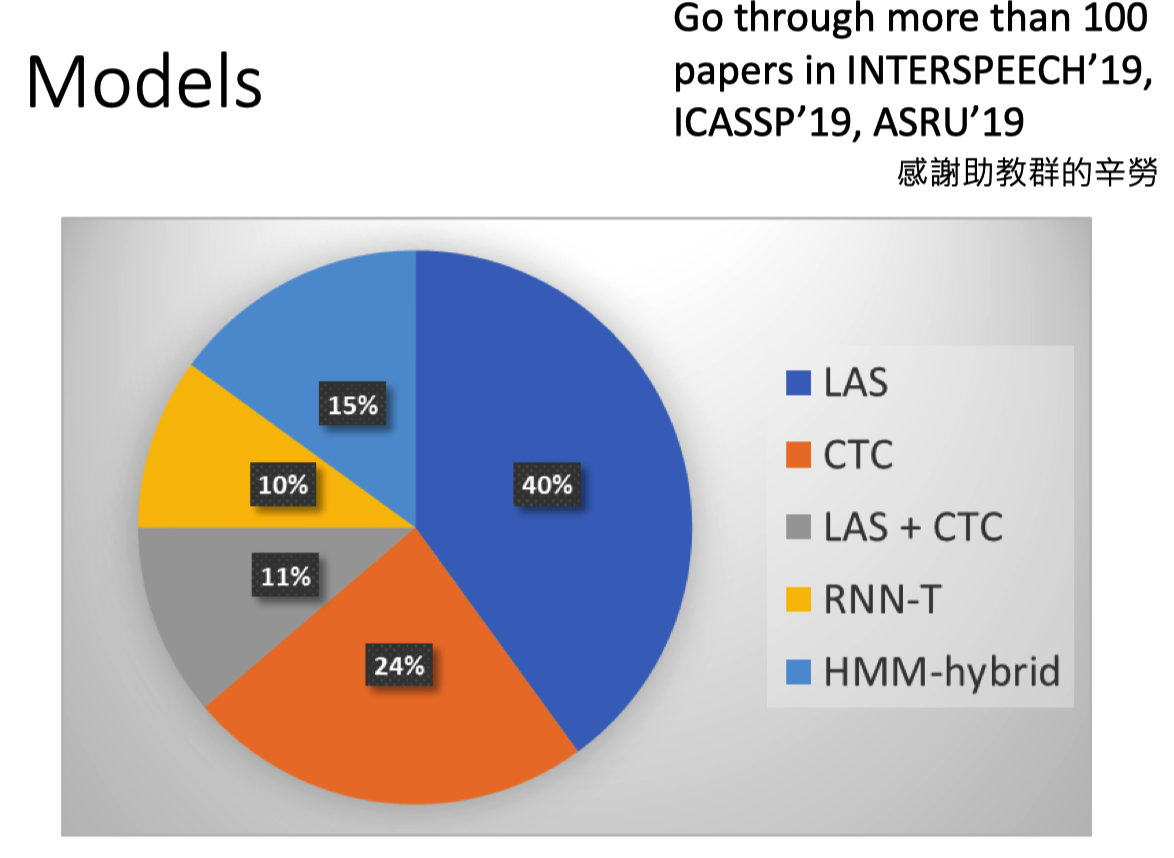 Models
Go through more than 100
papers in INTERSPEECH’19,
ICASSP’19, ASRU’19
感謝助教群的辛勞
15%
40%
10%
11%
24%
LAS
CTC
LAS + CTC
RNN-T
HMM-hybrid